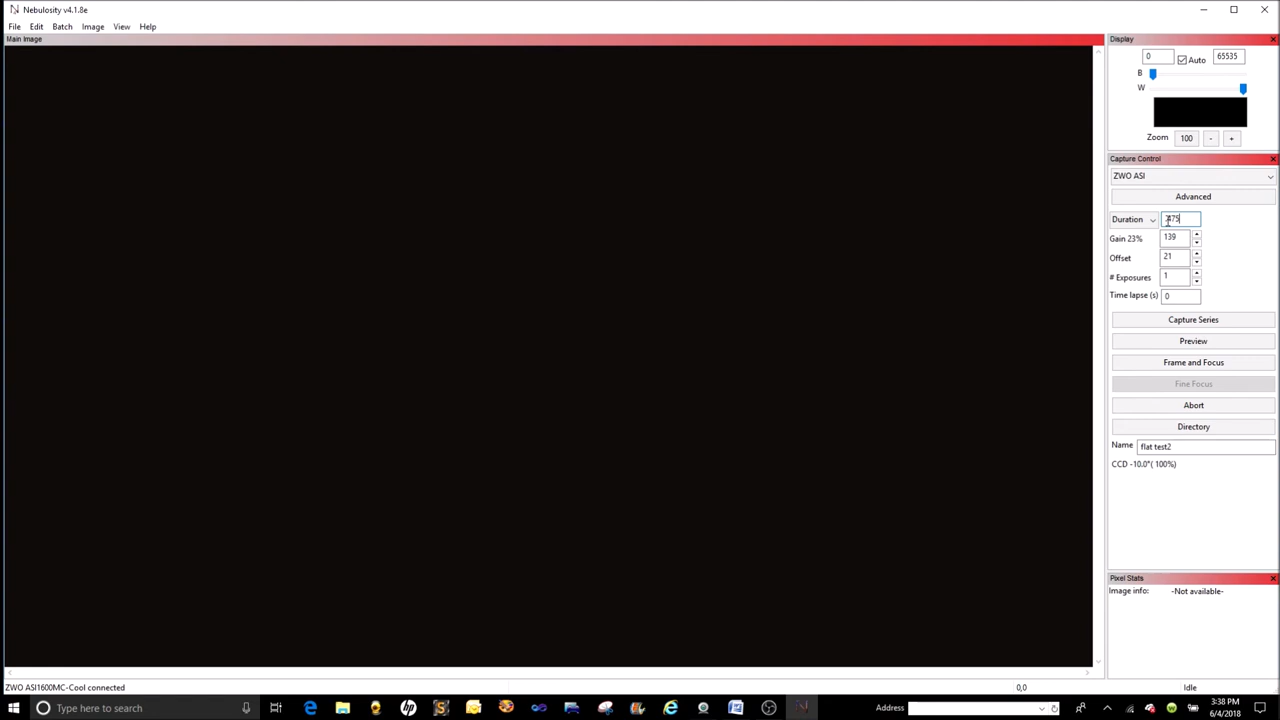 Nebulosity v4.1.8e
File Edit Batch Image View Help
Main Image
Display
0 Auto 65535
B
W
Zoom 100 - +
Capture Control
ZWO ASI
Advanced
Duration .475
Gain 23% 139
Offset 21
# Exposures 1
Time lapse (s) 0
Capture Series
Preview
Frame and Focus
Fine Focus
Abort
Directory
Name flat test2
CCD -10.0°( 100%)
Pixel Stats
Image info: -Not available-
ZWO ASI1600MC-Cool connected 0,0 Idle
Type here to search
Address
3:38 PM
6/4/2018